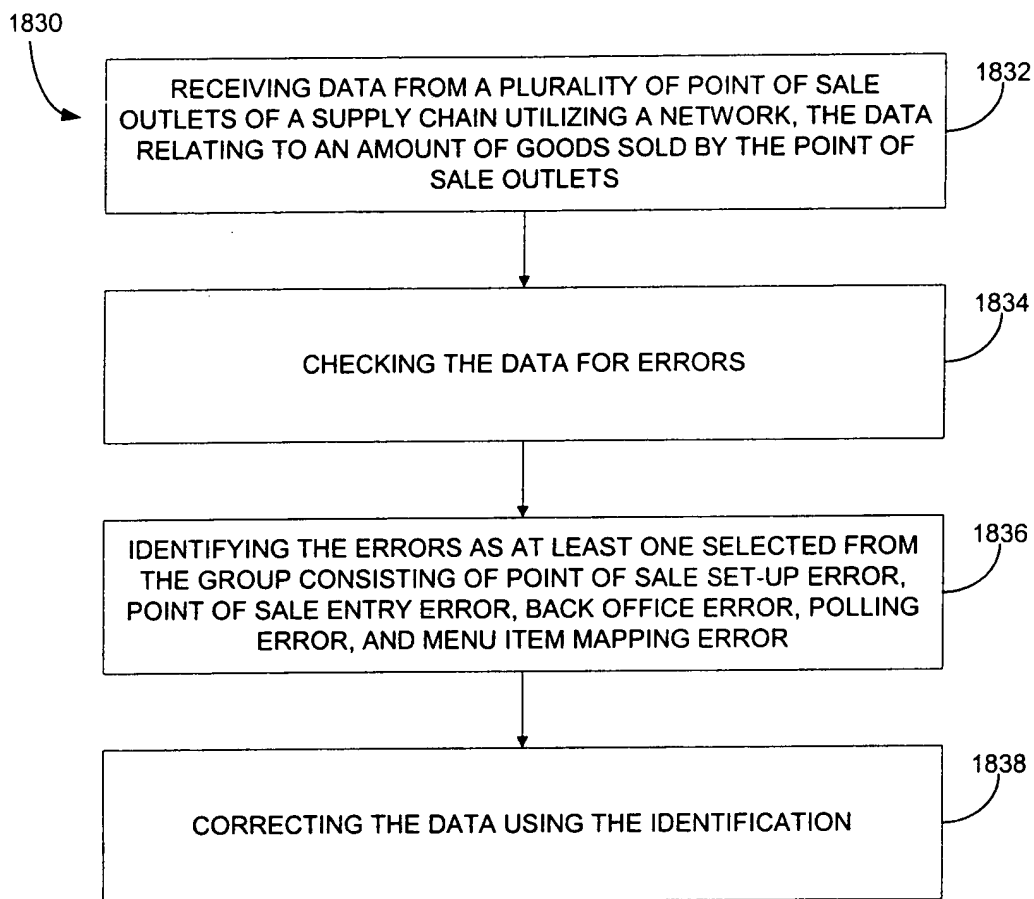 1830
1832
RECEIVING DATA FROM A PLURALITY OF POINT OF SALE
OUTLETS OF A SUPPLY CHAIN UTILIZING A NETWORK, THE DATA
RELATING TO AN AMOUNT OF GOODS SOLD BY THE POINT OF
SALE OUTLETS
1834
CHECKING THE DATA FOR ERRORS
1836
IDENTIFYING THE ERRORS AS AT LEAST ONE SELECTED FROM
THE GROUP CONSISTING OF POINT OF SALE SET-UP ERROR,
POINT OF SALE ENTRY ERROR, BACK OFFICE ERROR, POLLING
ERROR, AND MENU ITEM MAPPING ERROR
1838
CORRECTING THE DATA USING THE IDENTIFICATION